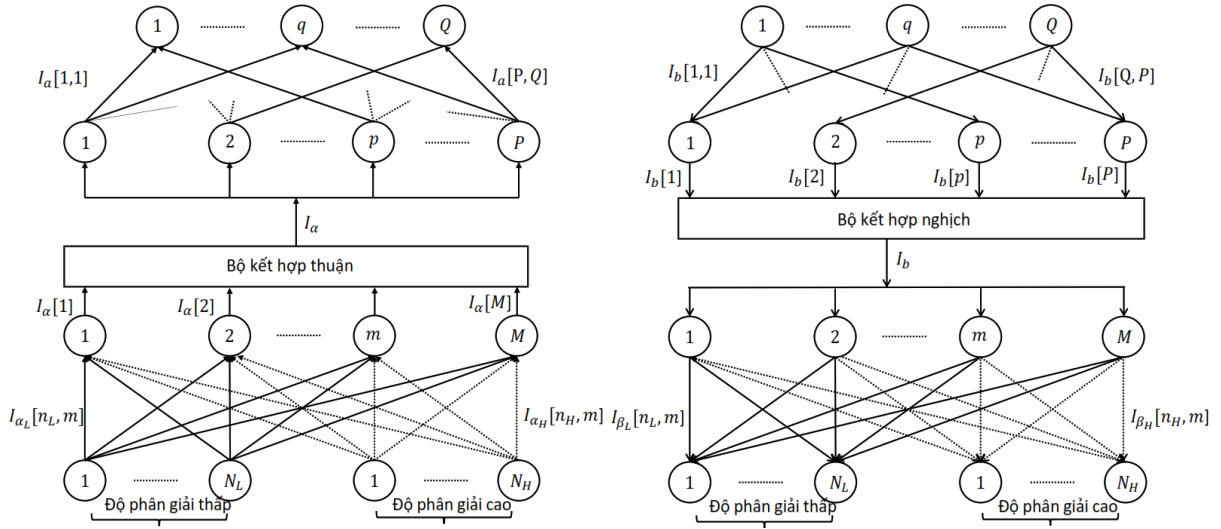 1 ........ q ........ Q
I_a[1,1] I_a[P, Q]
1 2 ........ p ........ P
I_α
Bộ kết hợp thuận
I_α[1] I_α[2] I_α[M]
1 2 ........ m M
I_{α_L}[n_L, m] I_{α_H}[n_H, m]
1 ........ N_L 1 ........ N_H
Độ phân giải thấp Độ phân giải cao
1 ........ q ........ Q
I_b[1,1] I_b[Q, P]
1 2 ........ p ........ P
I_b[1] I_b[2] I_b[p] I_b[P]
Bộ kết hợp nghịch
I_b
1 2 ........ m M
I_{β_L}[n_L, m] I_{β_H}[n_H, m]
1 ........ N_L 1 ........ N_H
Độ phân giải thấp Độ phân giải cao